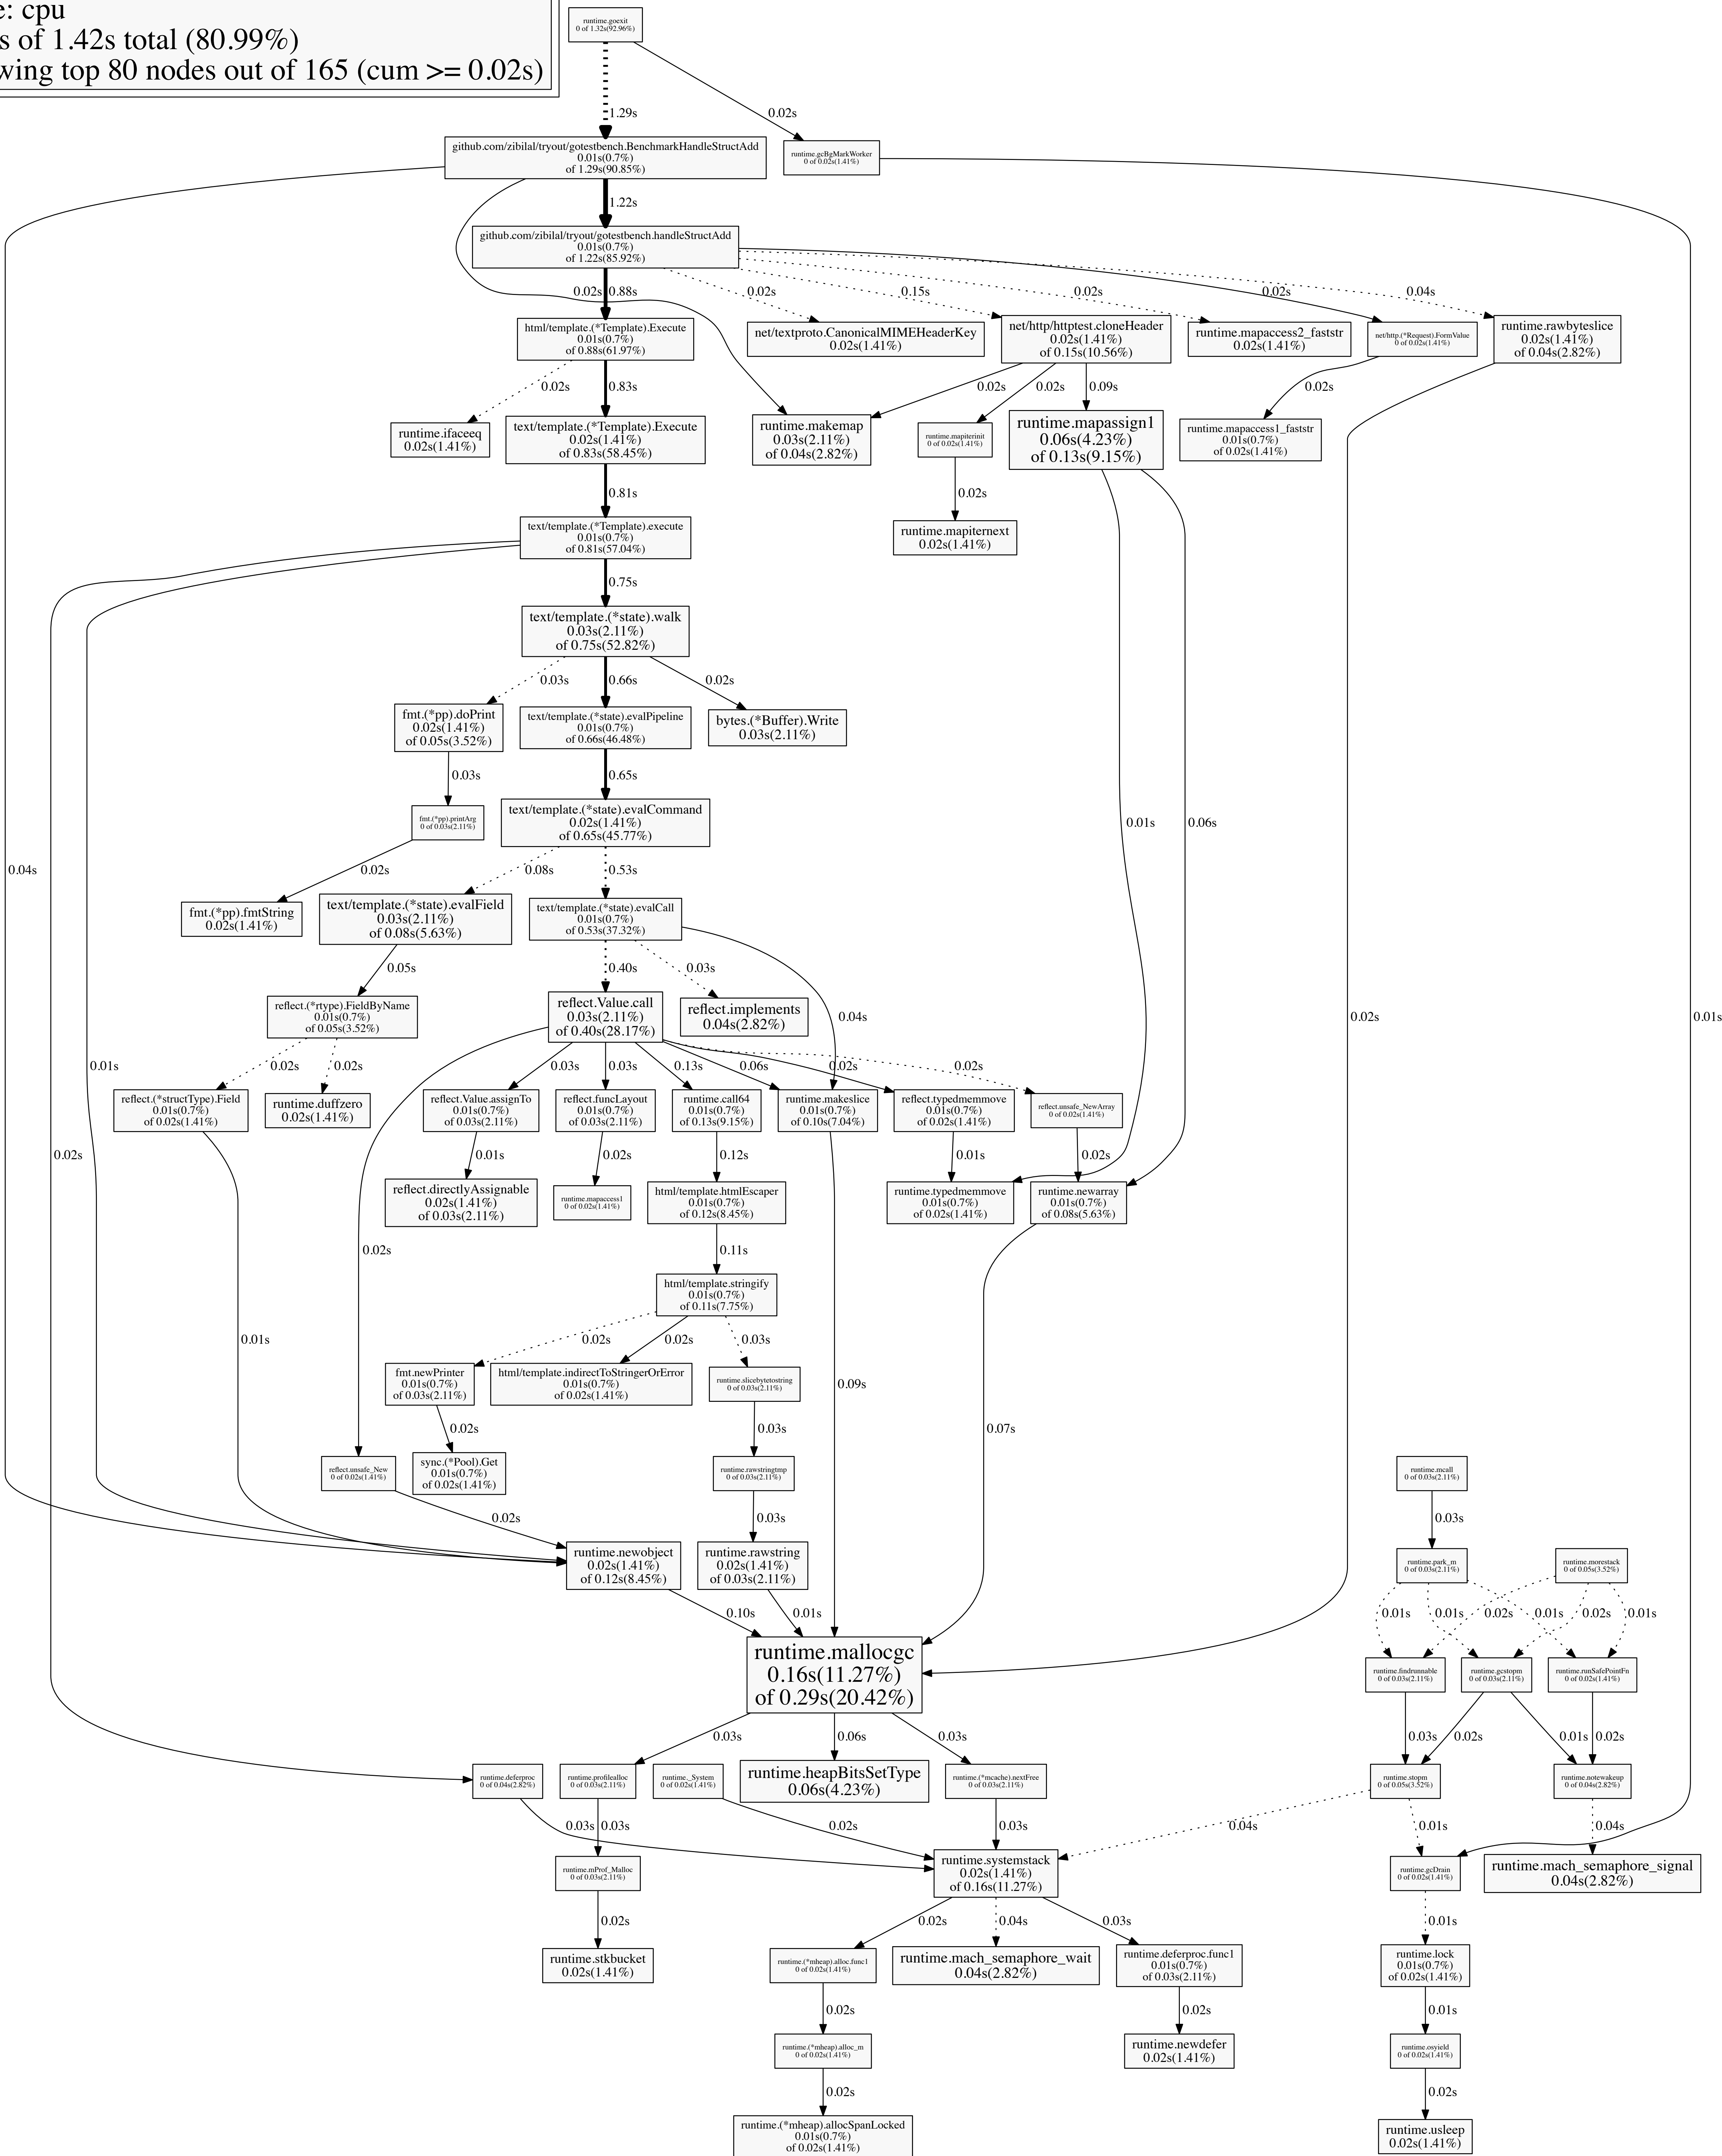 e: cpu
s of 1.42s total (80.99%)
wing top 80 nodes out of 165 (cum >= 0.02s)
runtime.goexit
0 of 1.32s(92.96%)
1.29s
0.02s
github.com/zibilal/tryout/gotestbench.BenchmarkHandleStructAdd
0.01s(0.7%)
of 1.29s(90.85%)
runtime.gcBgMarkWorker
0 of 0.02s(1.41%)
1.22s
github.com/zibilal/tryout/gotestbench.handleStructAdd
0.01s(0.7%)
of 1.22s(85.92%)
0.02s
0.88s
0.02s
0.15s
0.02s
0.02s
0.04s
html/template.(*Template).Execute
0.01s(0.7%)
of 0.88s(61.97%)
net/textproto.CanonicalMIMEHeaderKey
0.02s(1.41%)
net/http/httptest.cloneHeader
0.02s(1.41%)
of 0.15s(10.56%)
runtime.mapaccess2_faststr
0.02s(1.41%)
net/http.(*Request).FormValue
0 of 0.02s(1.41%)
runtime.rawbyteslice
0.02s(1.41%)
of 0.04s(2.82%)
0.02s
0.83s
0.02s
0.02s
0.09s
0.02s
runtime.ifaceeq
0.02s(1.41%)
text/template.(*Template).Execute
0.02s(1.41%)
of 0.83s(58.45%)
runtime.makemap
0.03s(2.11%)
of 0.04s(2.82%)
runtime.mapiterinit
0 of 0.02s(1.41%)
runtime.mapassign1
0.06s(4.23%)
of 0.13s(9.15%)
runtime.mapaccess1_faststr
0.01s(0.7%)
of 0.02s(1.41%)
0.81s
0.02s
text/template.(*Template).execute
0.01s(0.7%)
of 0.81s(57.04%)
runtime.mapiternext
0.02s(1.41%)
0.75s
text/template.(*state).walk
0.03s(2.11%)
of 0.75s(52.82%)
0.03s
0.66s
0.02s
fmt.(*pp).doPrint
0.02s(1.41%)
of 0.05s(3.52%)
text/template.(*state).evalPipeline
0.01s(0.7%)
of 0.66s(46.48%)
bytes.(*Buffer).Write
0.03s(2.11%)
0.03s
0.65s
fmt.(*pp).printArg
0 of 0.03s(2.11%)
text/template.(*state).evalCommand
0.02s(1.41%)
of 0.65s(45.77%)
0.01s
0.06s
0.04s
0.02s
0.08s
0.53s
fmt.(*pp).fmtString
0.02s(1.41%)
text/template.(*state).evalField
0.03s(2.11%)
of 0.08s(5.63%)
text/template.(*state).evalCall
0.01s(0.7%)
of 0.53s(37.32%)
0.05s
0.40s
0.03s
reflect.(*rtype).FieldByName
0.01s(0.7%)
of 0.05s(3.52%)
reflect.Value.call
0.03s(2.11%)
of 0.40s(28.17%)
reflect.implements
0.04s(2.82%)
0.04s
0.02s
0.01s
0.01s
0.02s
0.02s
0.03s
0.03s
0.13s
0.06s
0.02s
0.02s
reflect.(*structType).Field
0.01s(0.7%)
of 0.02s(1.41%)
runtime.duffzero
0.02s(1.41%)
reflect.Value.assignTo
0.01s(0.7%)
of 0.03s(2.11%)
reflect.funcLayout
0.01s(0.7%)
of 0.03s(2.11%)
runtime.call64
0.01s(0.7%)
of 0.13s(9.15%)
runtime.makeslice
0.01s(0.7%)
of 0.10s(7.04%)
reflect.typedmemmove
0.01s(0.7%)
of 0.02s(1.41%)
reflect.unsafe_NewArray
0 of 0.02s(1.41%)
0.02s
0.01s
0.02s
0.12s
0.01s
0.02s
reflect.directlyAssignable
0.02s(1.41%)
of 0.03s(2.11%)
runtime.mapaccess1
0 of 0.02s(1.41%)
html/template.htmlEscaper
0.01s(0.7%)
of 0.12s(8.45%)
runtime.typedmemmove
0.01s(0.7%)
of 0.02s(1.41%)
runtime.newarray
0.01s(0.7%)
of 0.08s(5.63%)
0.02s
0.11s
html/template.stringify
0.01s(0.7%)
of 0.11s(7.75%)
0.01s
0.02s
0.02s
0.03s
fmt.newPrinter
0.01s(0.7%)
of 0.03s(2.11%)
html/template.indirectToStringerOrError
0.01s(0.7%)
of 0.02s(1.41%)
runtime.slicebytetostring
0 of 0.03s(2.11%)
0.09s
0.02s
0.03s
0.07s
reflect.unsafe_New
0 of 0.02s(1.41%)
sync.(*Pool).Get
0.01s(0.7%)
of 0.02s(1.41%)
runtime.rawstringtmp
0 of 0.03s(2.11%)
runtime.mcall
0 of 0.03s(2.11%)
0.02s
0.03s
0.03s
runtime.newobject
0.02s(1.41%)
of 0.12s(8.45%)
runtime.rawstring
0.02s(1.41%)
of 0.03s(2.11%)
runtime.park_m
0 of 0.03s(2.11%)
runtime.morestack
0 of 0.05s(3.52%)
0.10s
0.01s
0.01s
0.01s
0.02s
0.01s
0.02s
0.01s
runtime.mallocgc
0.16s(11.27%)
of 0.29s(20.42%)
runtime.findrunnable
0 of 0.03s(2.11%)
runtime.gcstopm
0 of 0.03s(2.11%)
runtime.runSafePointFn
0 of 0.02s(1.41%)
0.03s
0.06s
0.03s
0.03s
0.02s
0.01s
0.02s
runtime.deferproc
0 of 0.04s(2.82%)
runtime.profilealloc
0 of 0.03s(2.11%)
runtime._System
0 of 0.02s(1.41%)
runtime.heapBitsSetType
0.06s(4.23%)
runtime.(*mcache).nextFree
0 of 0.03s(2.11%)
runtime.stopm
0 of 0.05s(3.52%)
runtime.notewakeup
0 of 0.04s(2.82%)
0.03s
0.03s
0.02s
0.03s
0.04s
0.01s
0.04s
runtime.mProf_Malloc
0 of 0.03s(2.11%)
runtime.systemstack
0.02s(1.41%)
of 0.16s(11.27%)
runtime.gcDrain
0 of 0.02s(1.41%)
runtime.mach_semaphore_signal
0.04s(2.82%)
0.02s
0.02s
0.04s
0.03s
0.01s
runtime.stkbucket
0.02s(1.41%)
runtime.(*mheap).alloc.func1
0 of 0.02s(1.41%)
runtime.mach_semaphore_wait
0.04s(2.82%)
runtime.deferproc.func1
0.01s(0.7%)
of 0.03s(2.11%)
runtime.lock
0.01s(0.7%)
of 0.02s(1.41%)
0.02s
0.02s
0.01s
runtime.(*mheap).alloc_m
0 of 0.02s(1.41%)
runtime.newdefer
0.02s(1.41%)
runtime.osyield
0 of 0.02s(1.41%)
0.02s
0.02s
runtime.(*mheap).allocSpanLocked
0.01s(0.7%)
of 0.02s(1.41%)
runtime.usleep
0.02s(1.41%)